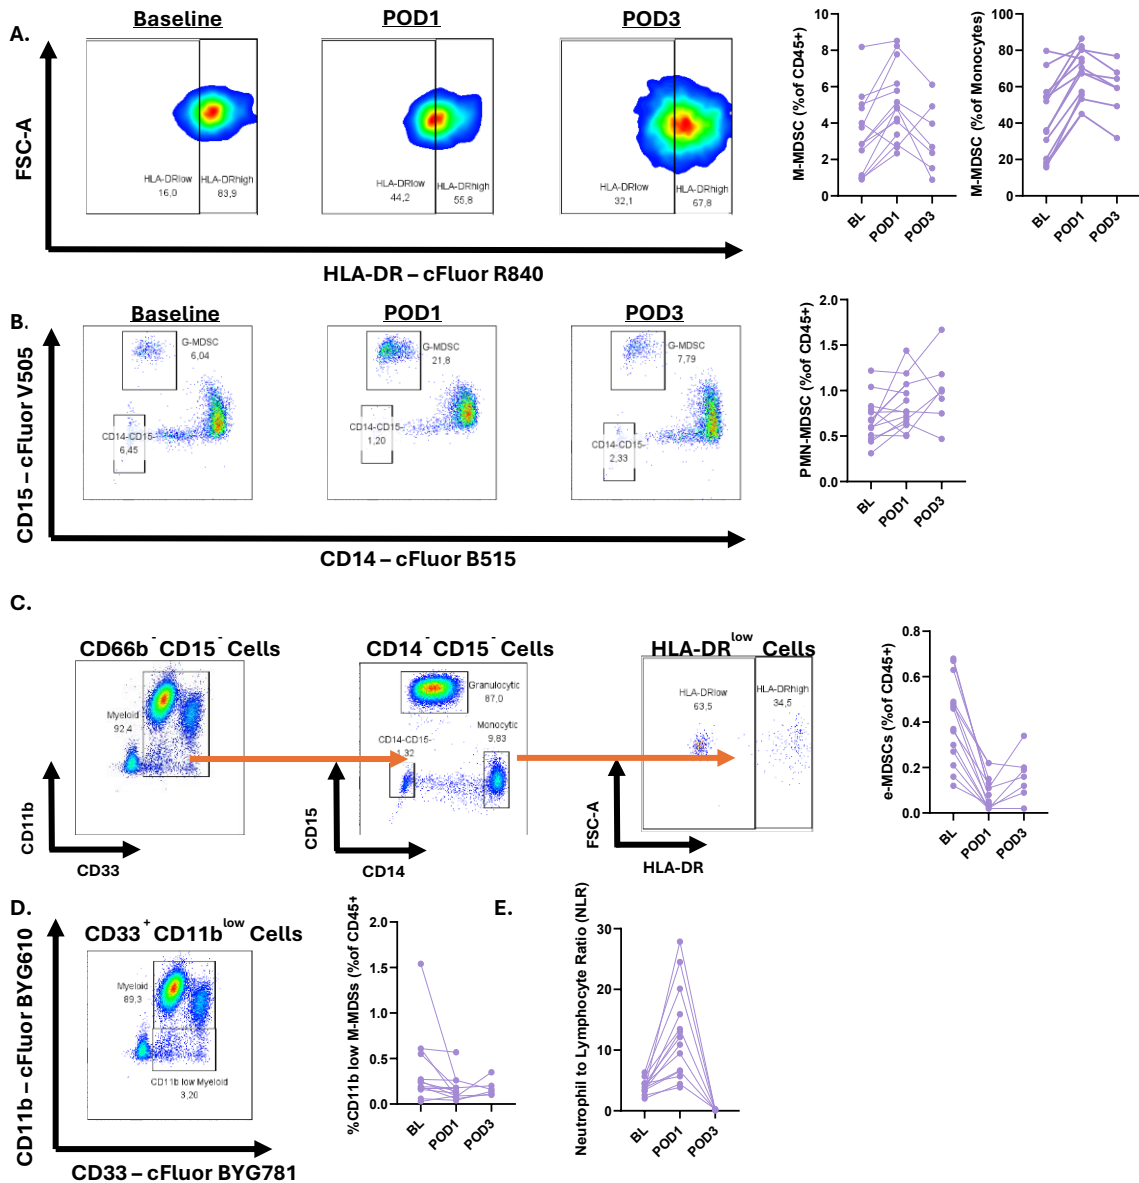 A.
Baseline
POD1
POD3
FSC-A
HLA-DRlow
16,0
HLA-DRhigh
83,9
HLA-DRlow
44,2
HLA-DRhigh
55,8
HLA-DRlow
32,1
HLA-DRhigh
67,8
HLA-DR – cFluor R840
M-MDSC (%of CD45+)
10
8
6
4
2
0
BL
POD1
POD3
M-MDSC (%of Monocytes)
100
80
60
40
20
0
BL
POD1
POD3
B.
Baseline
POD1
POD3
CD15 – cFluor V505
G-MDSC
6,04
CD14-CD15-
6,45
G-MDSC
21,8
CD14-CD15-
1,20
G-MDSC
7,79
CD14-CD15-
2,33
CD14 – cFluor B515
PMN-MDSC (%of CD45+)
2.0
1.5
1.0
0.5
0.0
BL
POD1
POD3
C.
CD66b- CD15- Cells
Myeloid
92,4
CD11b
CD33
CD14- CD15- Cells
Granulocytic
87,0
Monocytic
9,83
CD14-CD15-
1,32
CD15
CD14
HLA-DRlow Cells
HLA-DRlow
63,5
HLA-DRhigh
34,5
FSC-A
HLA-DR
e-MDSCs (%of CD45+)
0.8
0.6
0.4
0.2
0.0
BL
POD1
POD3
D.
CD33+ CD11blow Cells
CD11b – cFluor BYG610
Myeloid
89,3
CD11b low Myeloid
3,20
CD33 – cFluor BYG781
%CD11b low M-MDSs (%of CD45+
2.0
1.5
1.0
0.5
0.0
BL
POD1
POD3
E.
Neutrophil to Lymphocyte Ratio (NLR)
30
20
10
0
BL
POD1
POD3